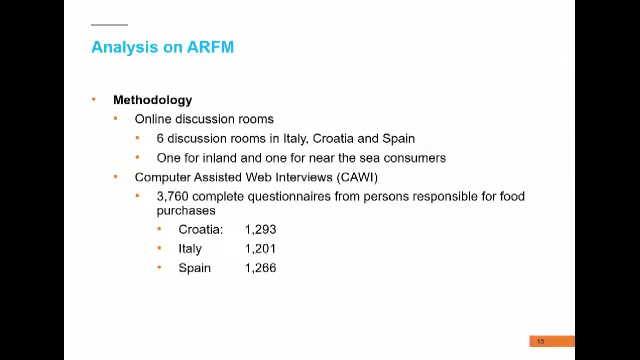 Analysis on ARFM
Methodology
Online discussion rooms
6 discussion rooms in Italy, Croatia and Spain
One for inland and one for near the sea consumers
Computer Assisted Web Interviews (CAWI)
3,760 complete questionnaires from persons responsible for food
purchases
Croatia: 1,293
Italy 1,201
Spain 1,266
13